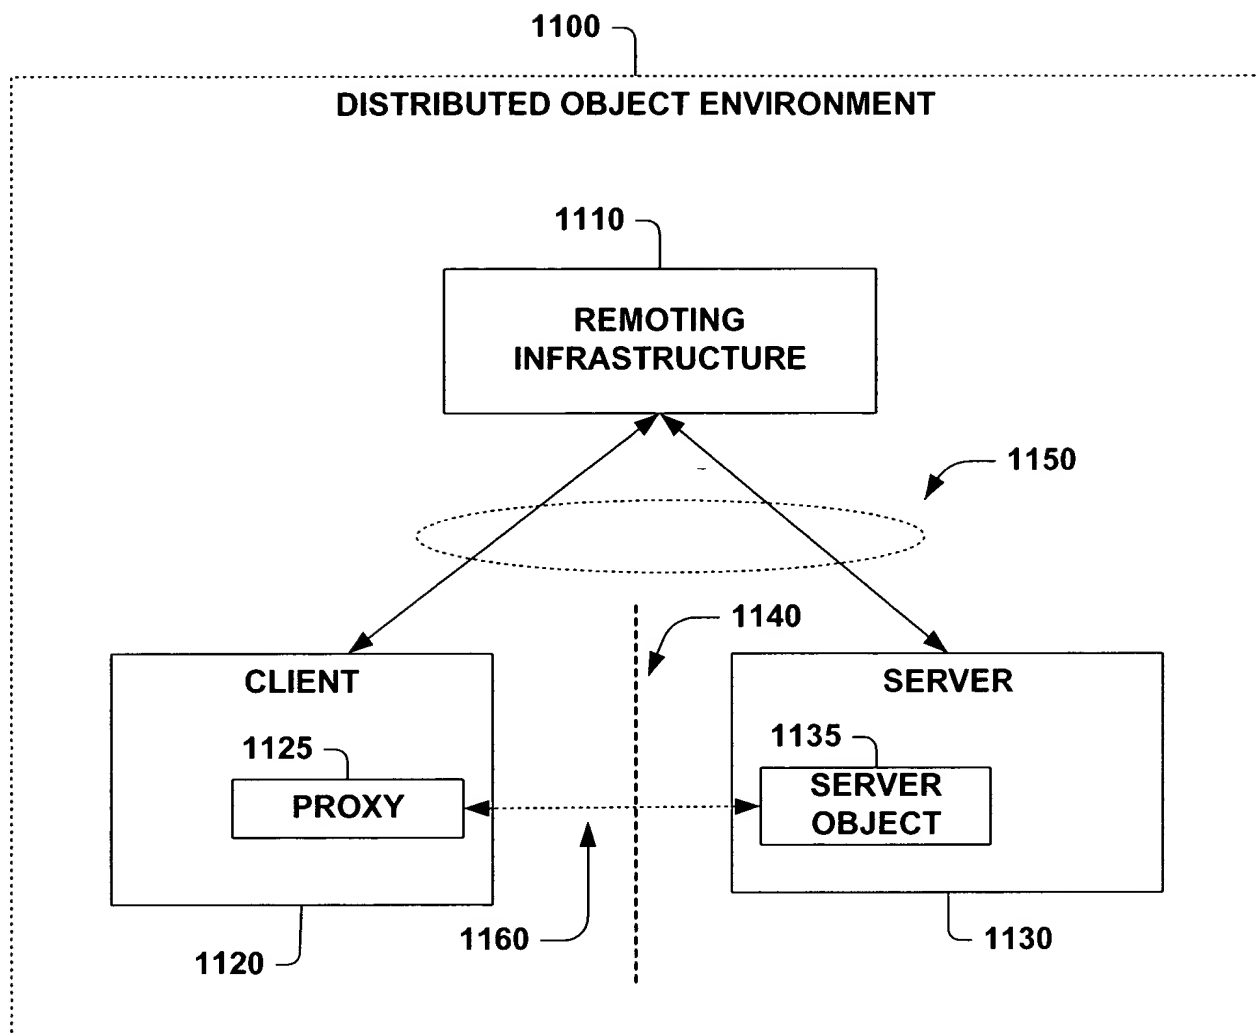 1100
DISTRIBUTED OBJECT ENVIRONMENT
1110
REMOTING
INFRASTRUCTURE
1150
1140
CLIENT
SERVER
1125
1135
PROXY
SERVER
OBJECT
1160
1120
1130